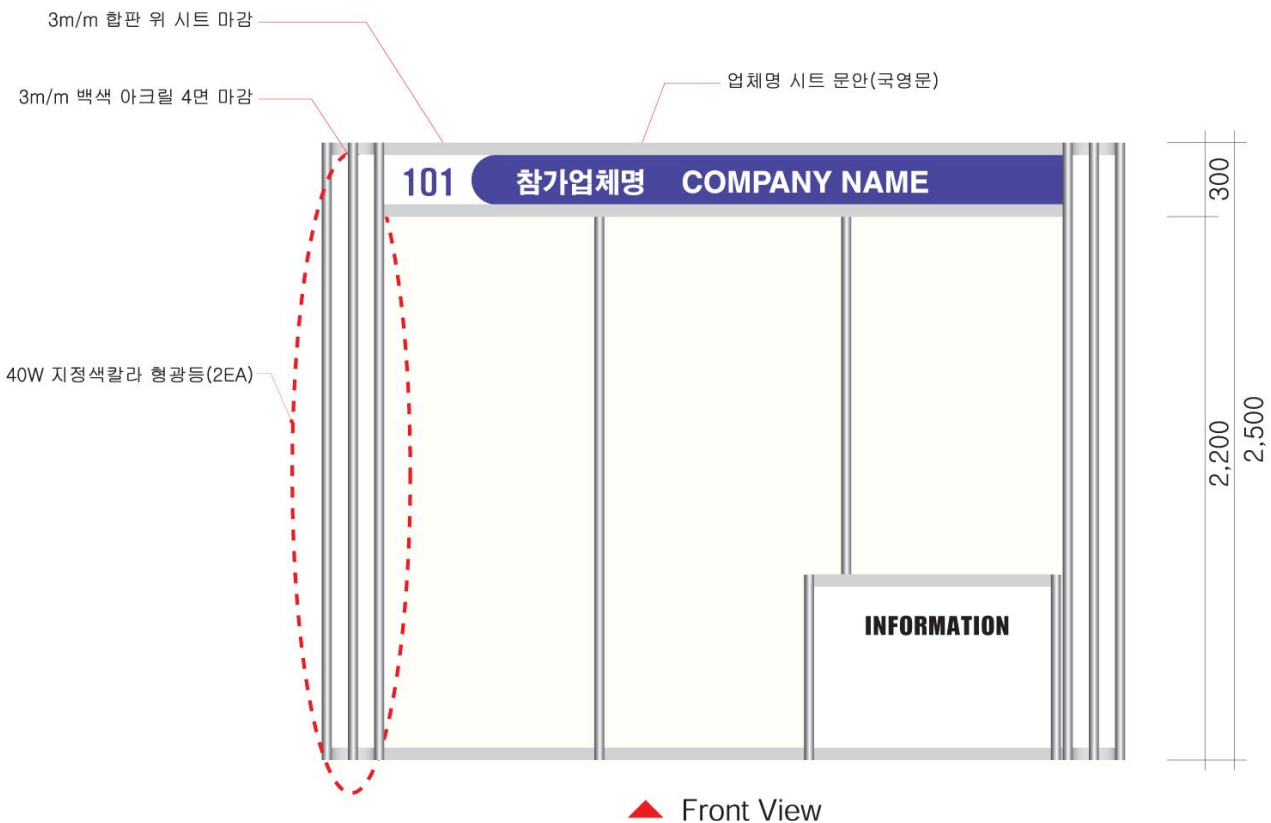 3m/m 합판 위 시트 마감
업체명 시트 문안(국영문)
3m/m 백색 아크릴 4면 마감
101 참가업체명 COMPANY NAME
300
40W 지정색칼라 형광등(2EA)
2,200
2,500
INFORMATION
Front View